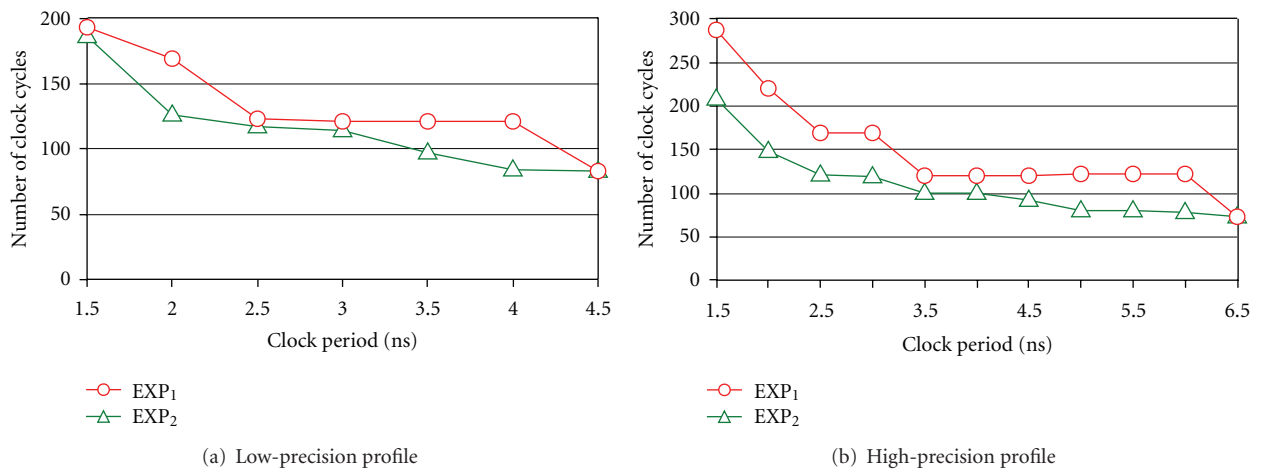 Number of clock cycles
200
150
100
50
0
1.5 2 2.5 3 3.5 4 4.5
Clock period (ns)
EXP₁
EXP₂
(a) Low-precision profile
Number of clock cycles
300
250
200
150
100
50
0
1.5 2.5 3.5 4.5 5.5 6.5
Clock period (ns)
EXP₁
EXP₂
(b) High-precision profile